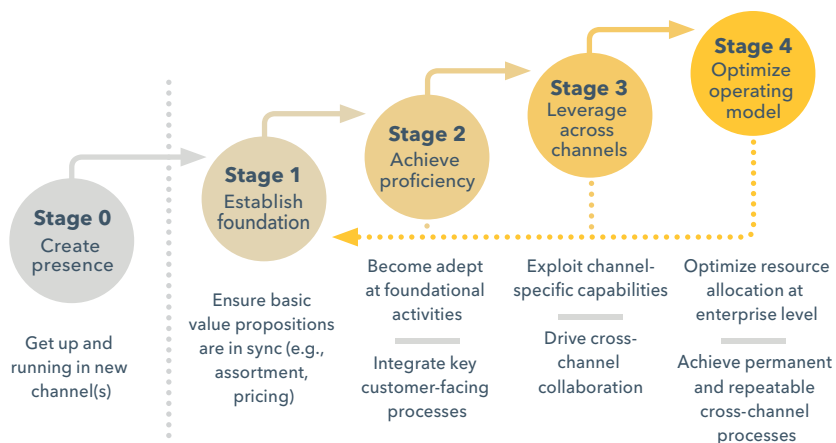 Stage 0
Create
presence
Get up and
running in new
channel(s)
Stage 1
Establish
foundation
Ensure basic
value propositions
are in sync (e.g.,
assortment,
pricing)
Stage 2
Achieve
proficiency
Become adept
at foundational
activities
Integrate key
customer-facing
processes
Stage 3
Leverage
across
channels
Exploit channel-
specific capabilities
Drive cross-
channel
collaboration
Stage 4
Optimize
operating
model
Optimize resource
allocation at
enterprise level
Achieve permanent
and repeatable
cross-channel
processes